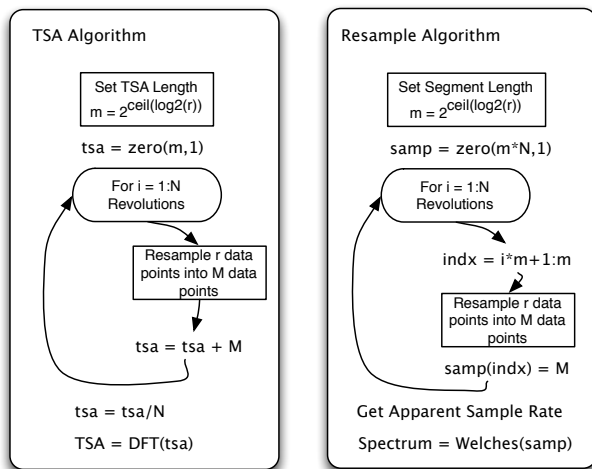 TSA Algorithm
Set TSA Length
m = 2^ceil(log2(r))
tsa = zero(m,1)
For i = 1:N
Revolutions
Resample r data
points into M data
points
tsa = tsa + M
tsa = tsa/N
TSA = DFT(tsa)
Resample Algorithm
Set Segment Length
m = 2^ceil(log2(r))
samp = zero(m*N,1)
For i = 1:N
Revolutions
indx = i*m+1:m
Resample r data
points into M data
points
samp(indx) = M
Get Apparent Sample Rate
Spectrum = Welches(samp)